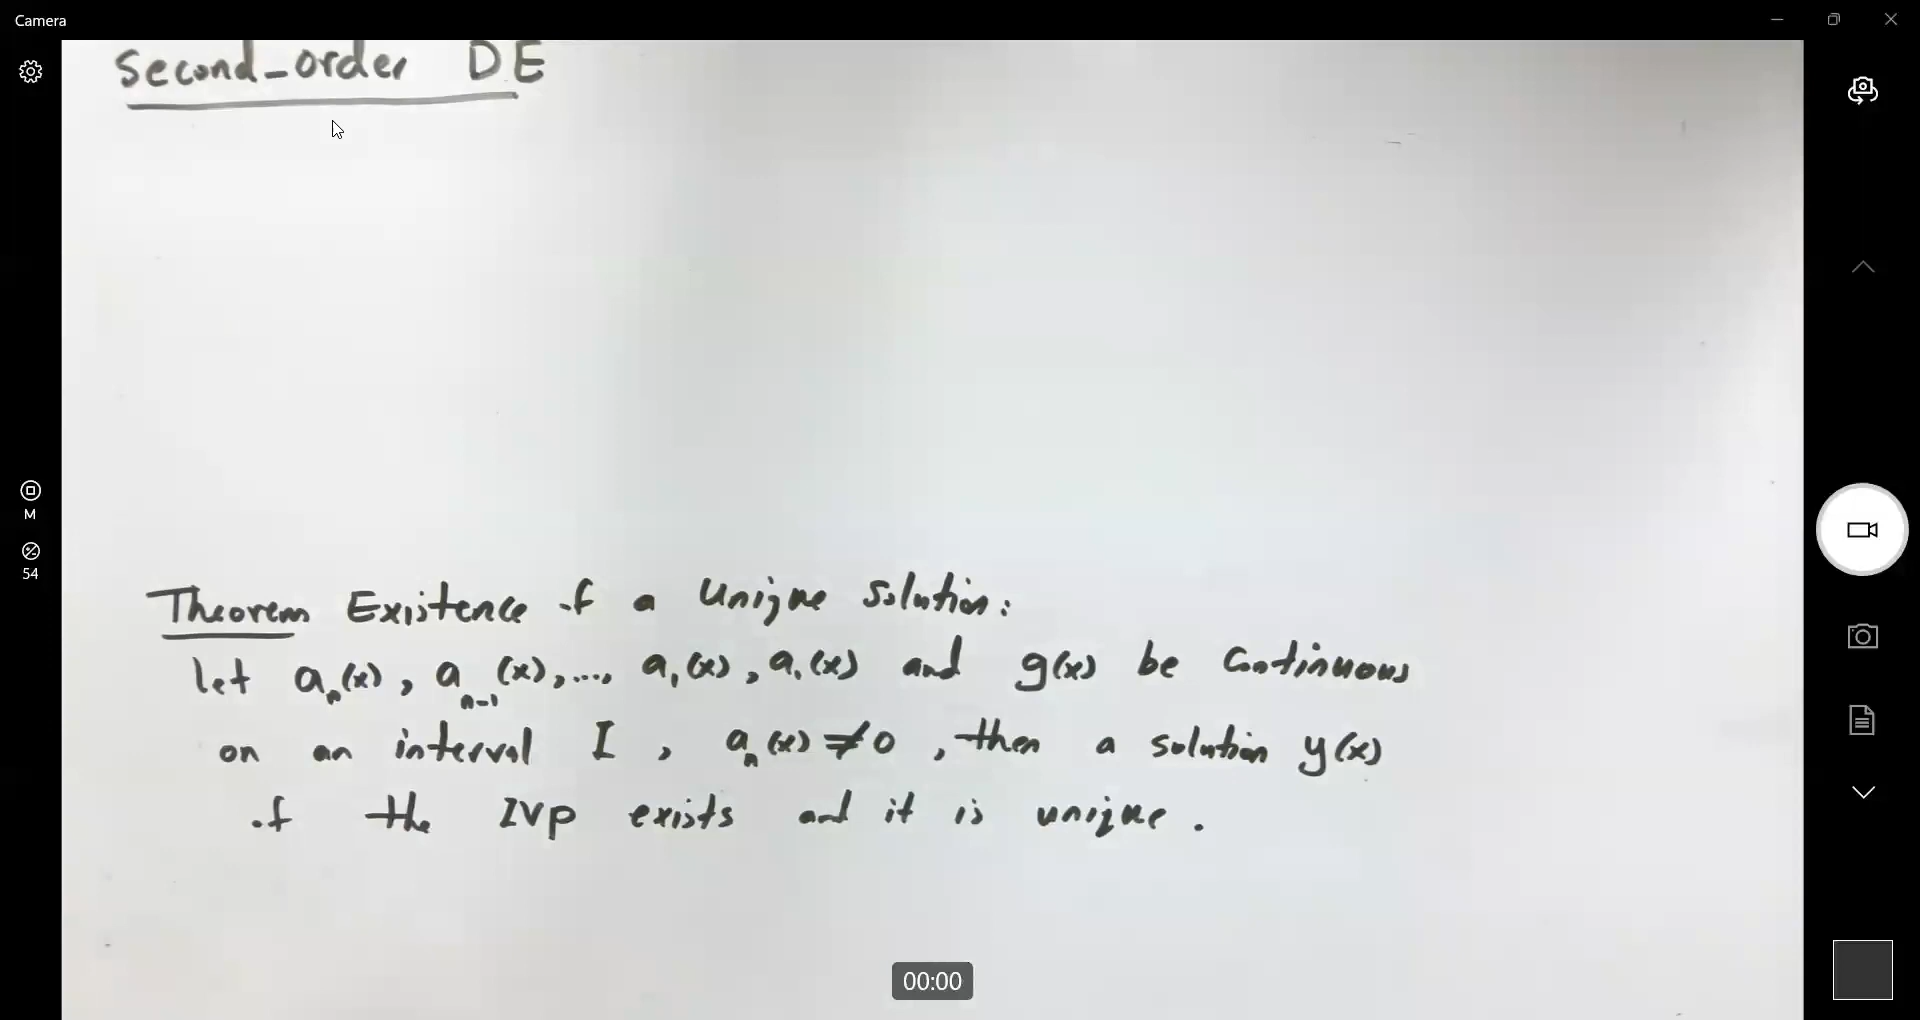 Camera
Second-order DE
Theorem Existence of a Unique Solution:
let aₙ(x), aₙ₋₁(x), ..., a₁(x), a.(x) and g(x) be Continuous
on an interval I, aₙ(x) ≠ 0, then a solution y(x)
of the IVP exists and it is unique.
M
54
00:00